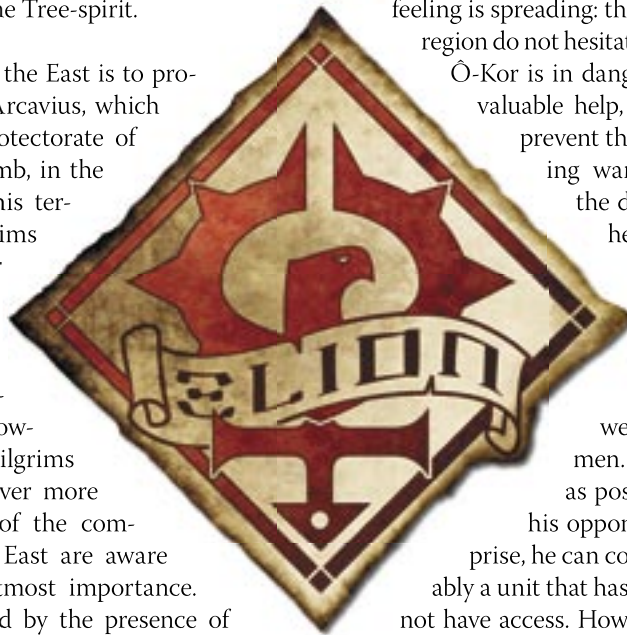 ne Tree-spirit.
the East is to pro-
Arcavius, which
otectorate of
mb, in the
his ter-
ims
ow-
ilgrims
ver more
of the com-
East are aware
tmost importance.
d by the presence of
ELION
feeling is spreading: th
region do not hesitat
Ô-Kor is in dang
valuable help,
prevent th
ing war
the d
he
we
men.
as pos
his oppon
prise, he can co
ably a unit that has
not have access. How